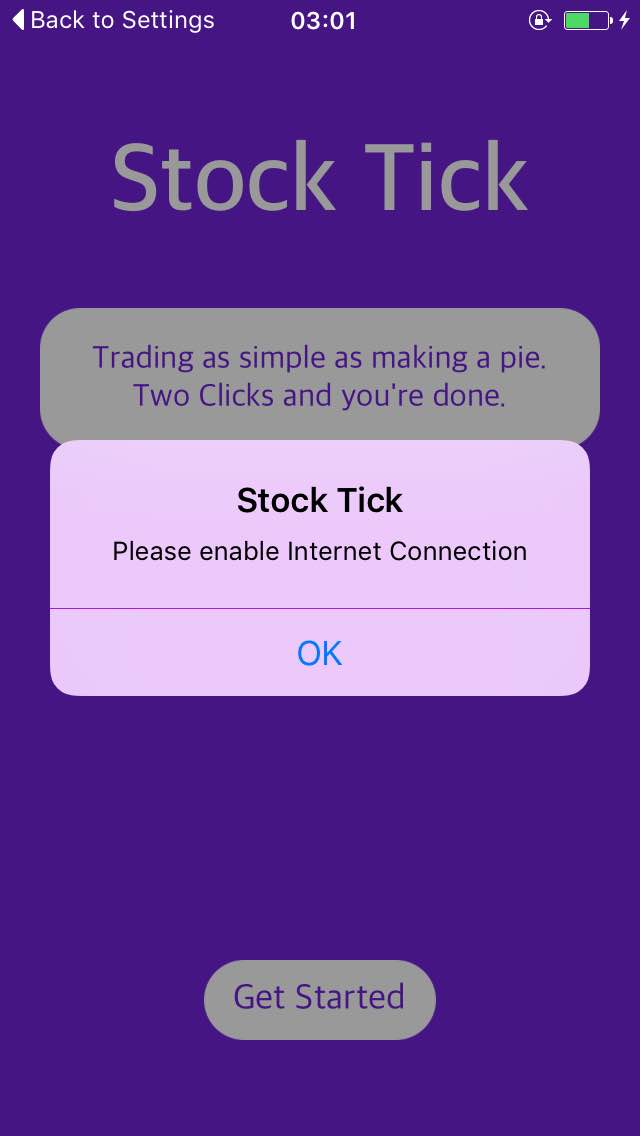 Back to Settings 03:01
Stock Tick
Trading as simple as making a pie.
Two Clicks and you're done.
Stock Tick
Please enable Internet Connection
OK
Get Started